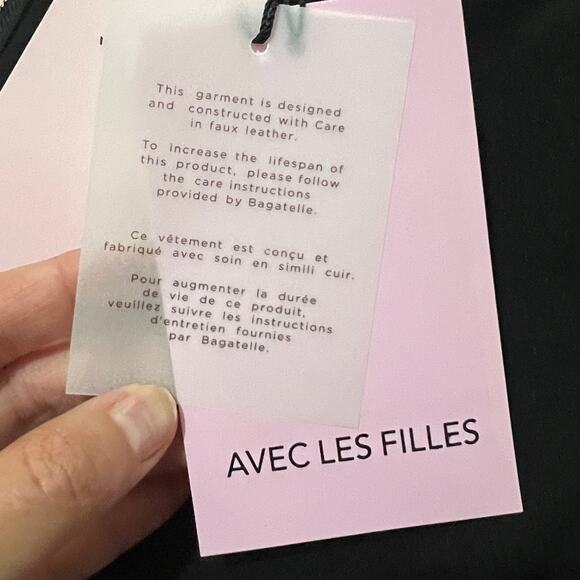 This garment is designed
and constructed with Care
in faux leather.
To increase the lifespan of
this product, please follow
the care instructions
provided by Bagatelle.
Ce vêtement est conçu et
fabriqué avec soin en simili cuir.
Pour augmenter la durée
de vie de ce produit,
veuillez suivre les instructions
d'entretien fournies
par Bagatelle.
AVEC LES FILLES